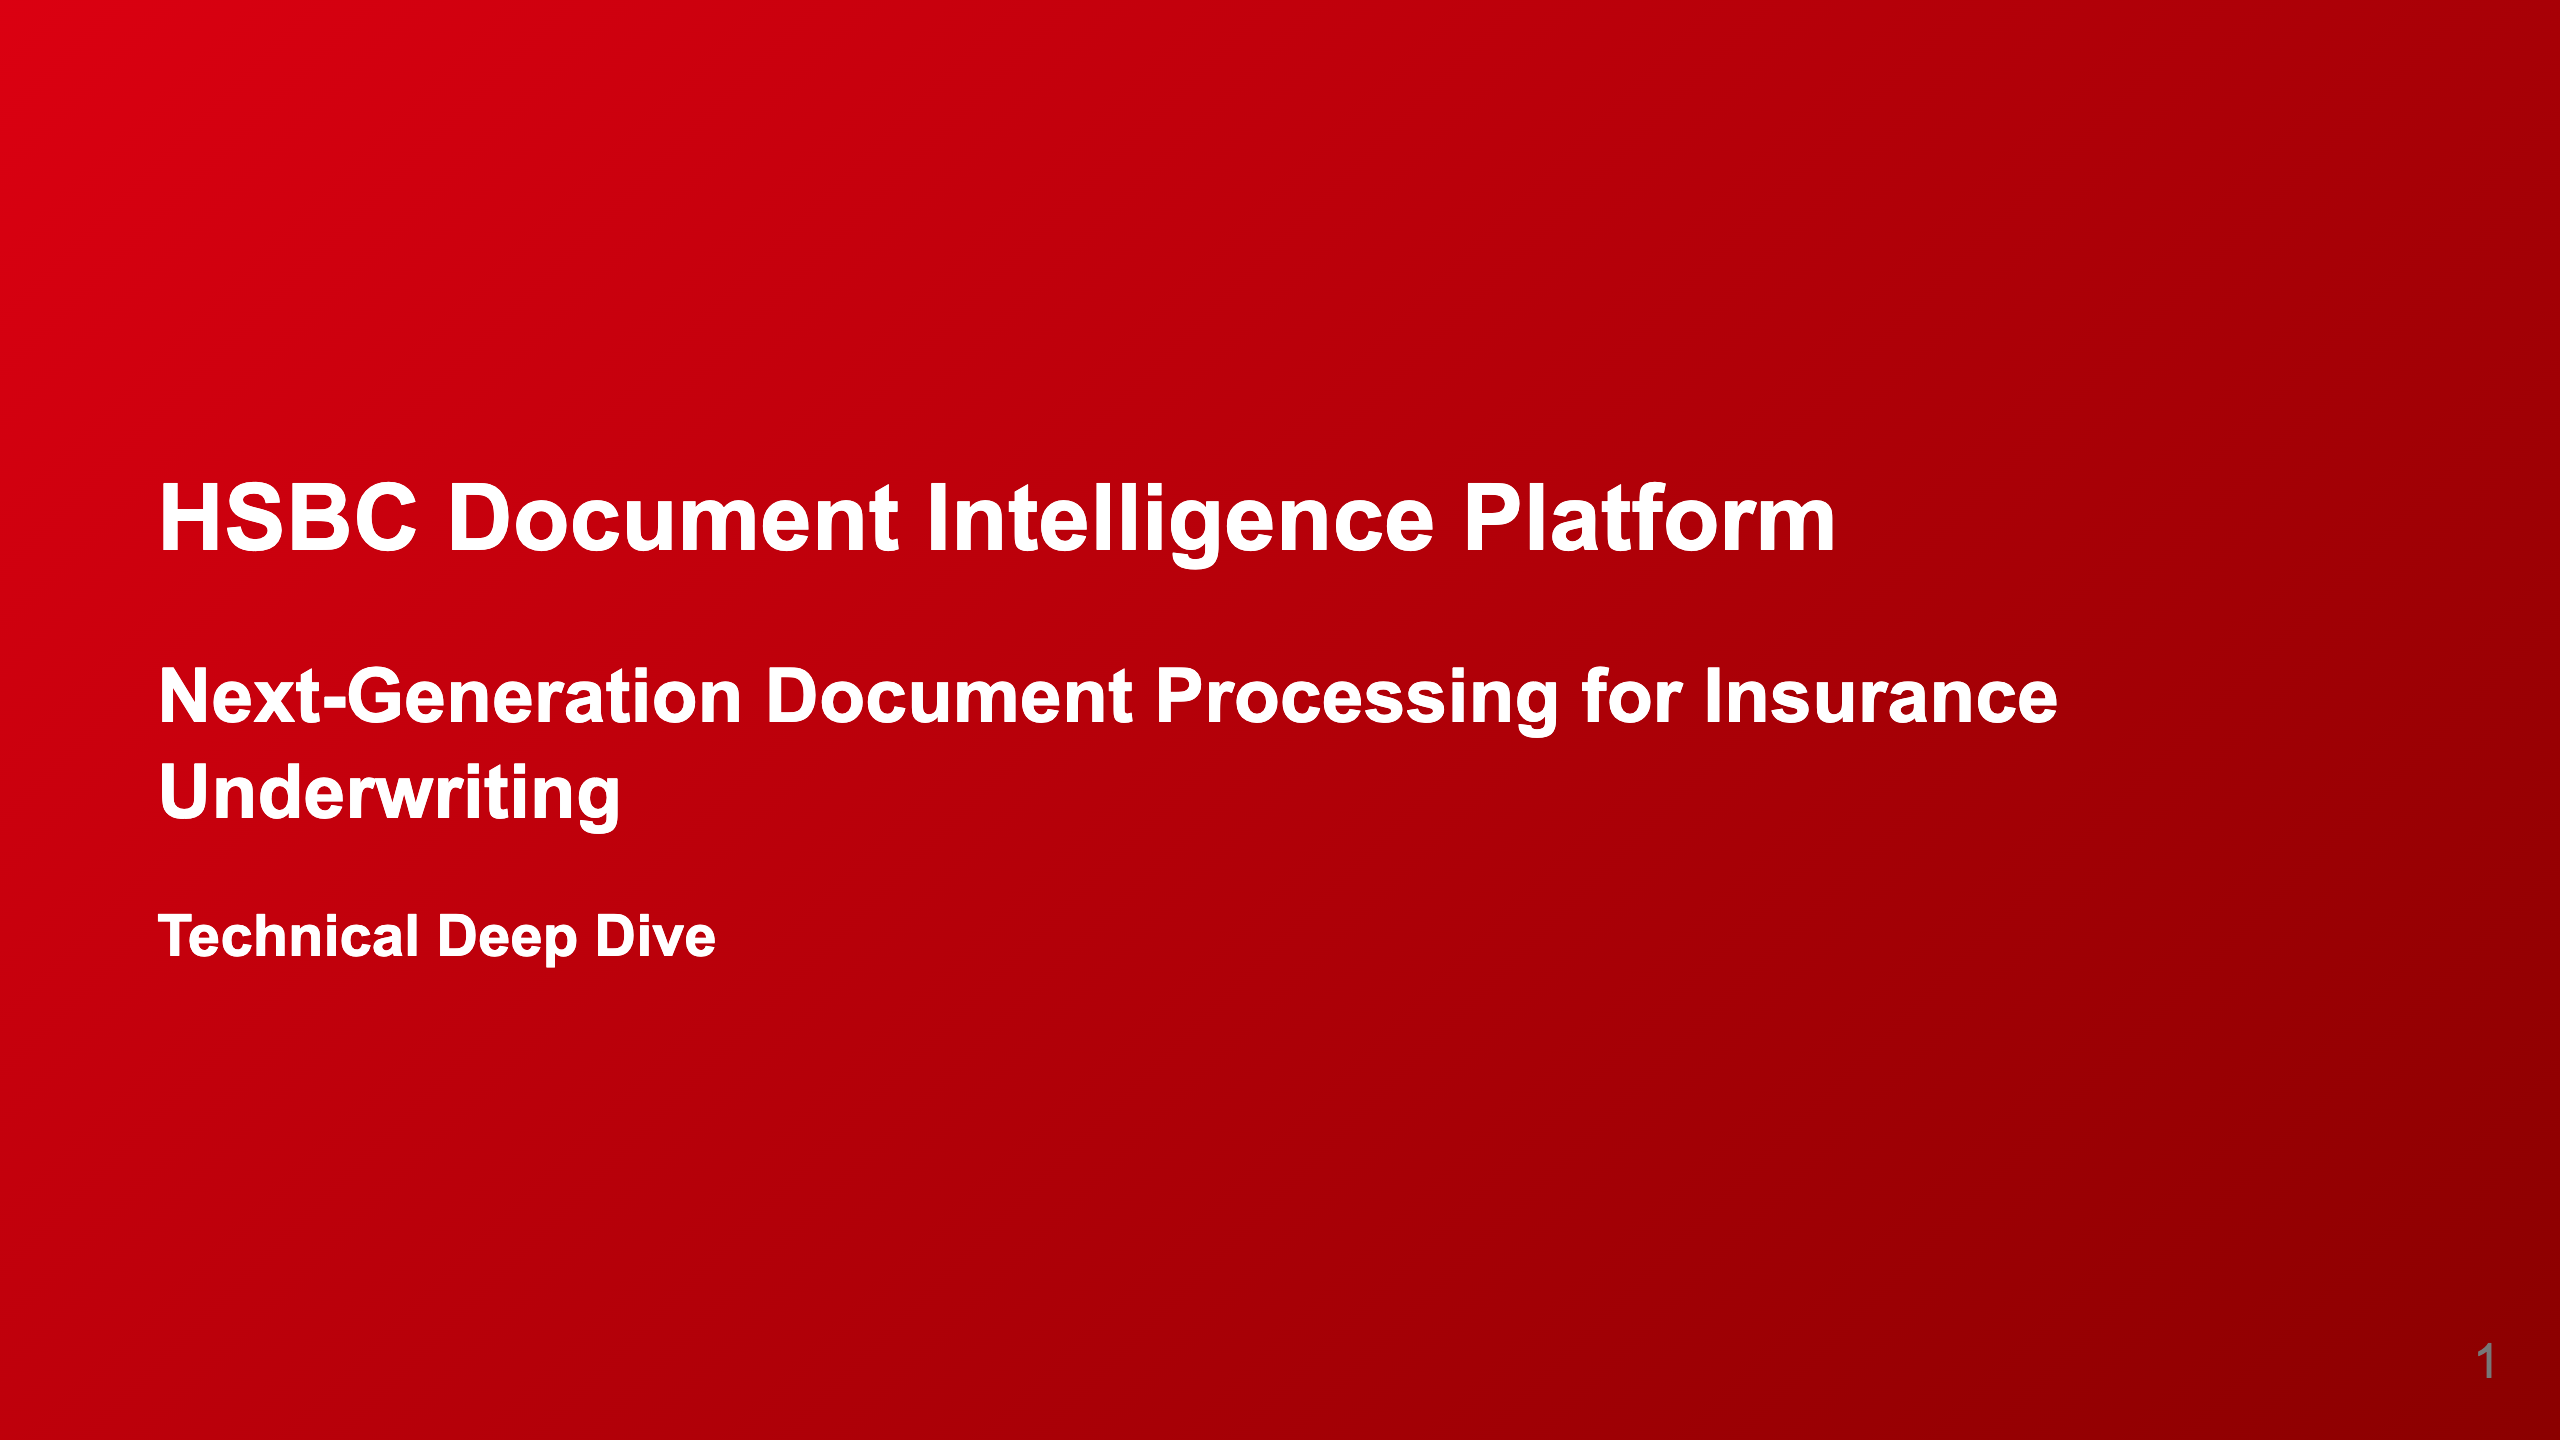 HSBC Document Intelligence Platform
Next-Generation Document Processing for Insurance
Underwriting
Technical Deep Dive
1